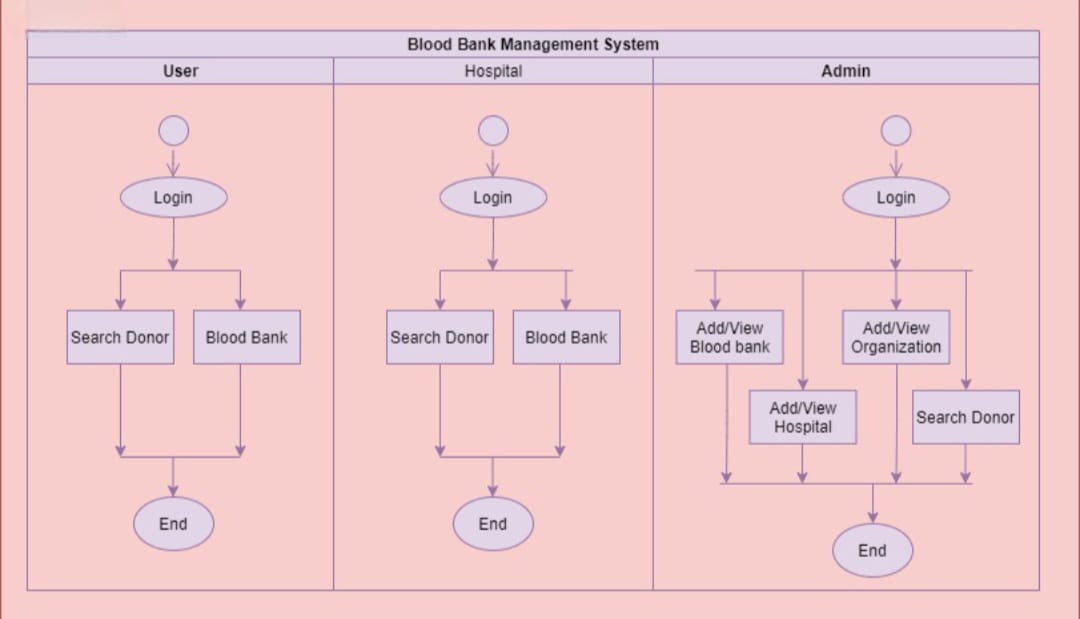 Blood Bank Management System
User
Hospital
Admin
Login
Login
Login
Search Donor
Blood Bank
Search Donor
Blood Bank
Add/View
Blood bank
Add/View
Organization
Add/View
Hospital
Search Donor
End
End
End